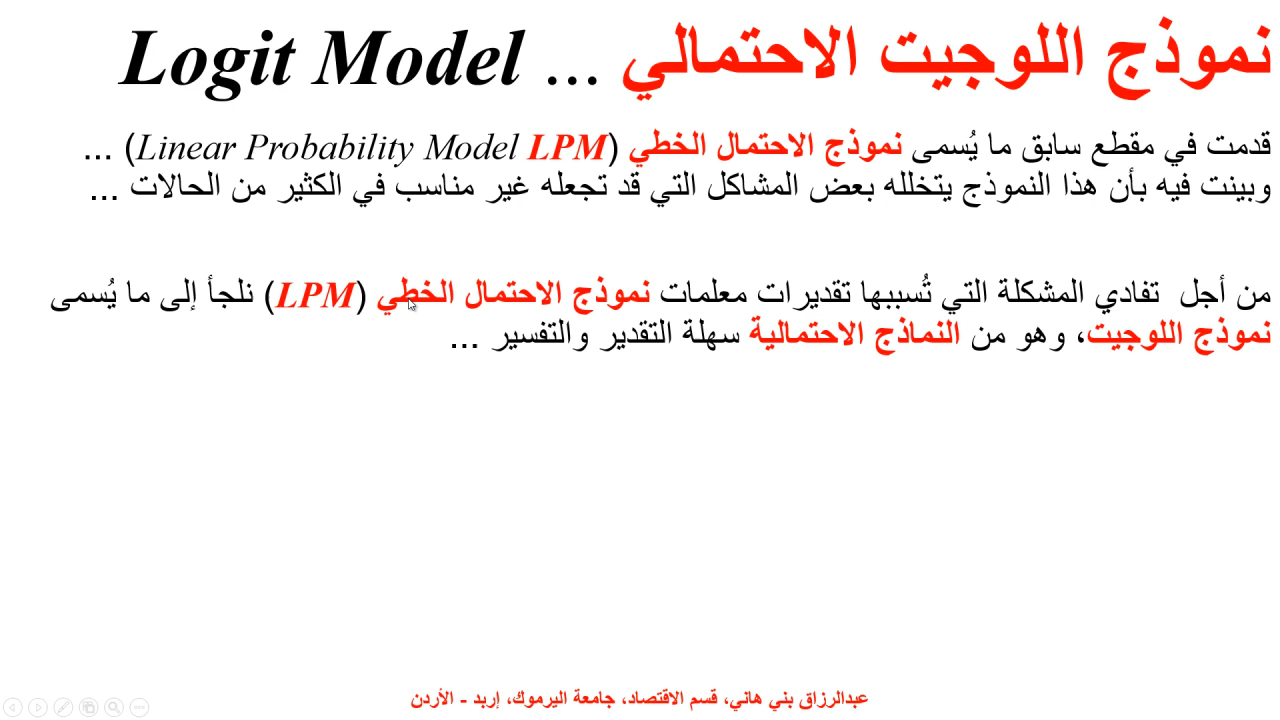 نموذج اللوجيت الاحتمالي ... Logit Model
قدمت في مقطع سابق ما يُسمى نموذج الاحتمال الخطي (Linear Probability Model LPM) ...
وبينت فيه بأن هذا النموذج يتخلله بعض المشاكل التي قد تجعله غير مناسب في الكثير من الحالات ...
من أجل تفادي المشكلة التي تُسببها تقديرات معلمات نموذج الاحتمال الخطي (LPM) نلجأ إلى ما يُسمى
نموذج اللوجيت، وهو من النماذج الاحتمالية سهلة التقدير والتفسير ...
عبدالرزاق بني هاني، قسم الاقتصاد، جامعة اليرموك، إربد - الأردن